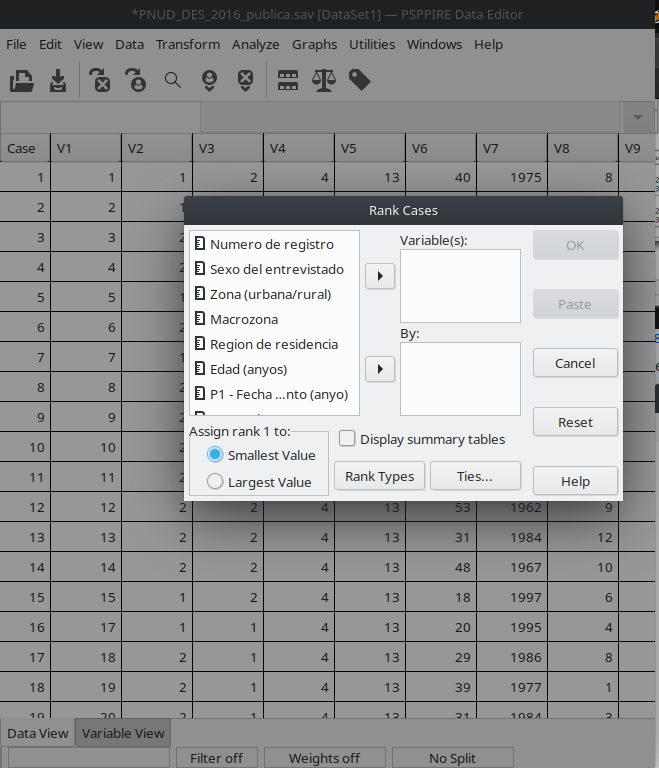 *PNUD_DES_2016_publica.sav [DataSet1] — PSPPIRE Data Editor
File Edit View Data Transform Analyze Graphs Utilities Windows Help
Case V1 V2 V3 V4 V5 V6 V7 V8 V9
1 1 1 2 4 13 40 1975 8
2 2
3 3
4 4
5 5
6 6
7 7
8 8
9 9
10 10
11 11
Rank Cases
Numero de registro
Sexo del entrevistado
Zona (urbana/rural)
Macrozona
Region de residencia
Edad (anyos)
P1 - Fecha ...nto (anyo)
Variable(s):
By:
OK
Paste
Cancel
Reset
Help
Assign rank 1 to:
Smallest Value
Largest Value
Display summary tables
Rank Types
Ties...
12 12 2 2 4 13 53 1962 9
13 13 2 2 4 13 31 1984 12
14 14 2 2 4 13 48 1967 10
15 15 1 2 4 13 18 1997 6
16 17 1 1 4 13 20 1995 4
17 18 2 1 4 13 29 1986 8
18 19 2 1 4 13 39 1977 1
19 20 2 1 4 13 31 1984 3
Data View Variable View
Filter off Weights off No Split